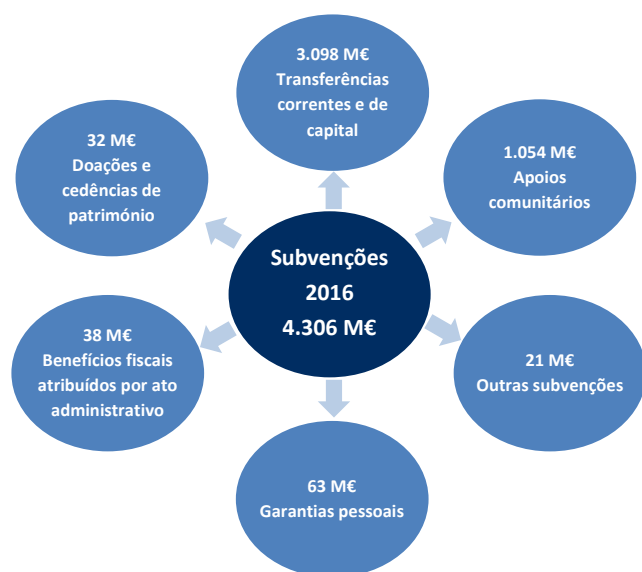 3.098 M€
Transferências
correntes e de
capital
32 M€
Doações e
cedências de
património
1.054 M€
Apoios
comunitários
Subvenções
2016
4.306 M€
38 M€
Benefícios fiscais
atribuídos por ato
administrativo
21 M€
Outras subvenções
63 M€
Garantias pessoais